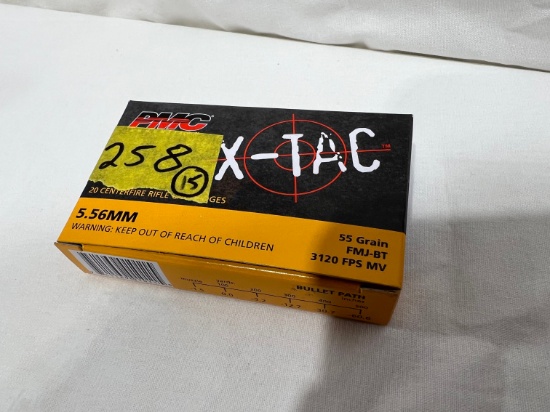 PMC
X-TAC
TM
258
15
20 CENTERFIRE RIFLE
5.56MM
WARNING: KEEP OUT OF REACH OF CHILDREN
55 Grain
FMJ-BT
3120 FPS MV
BULLET PATH